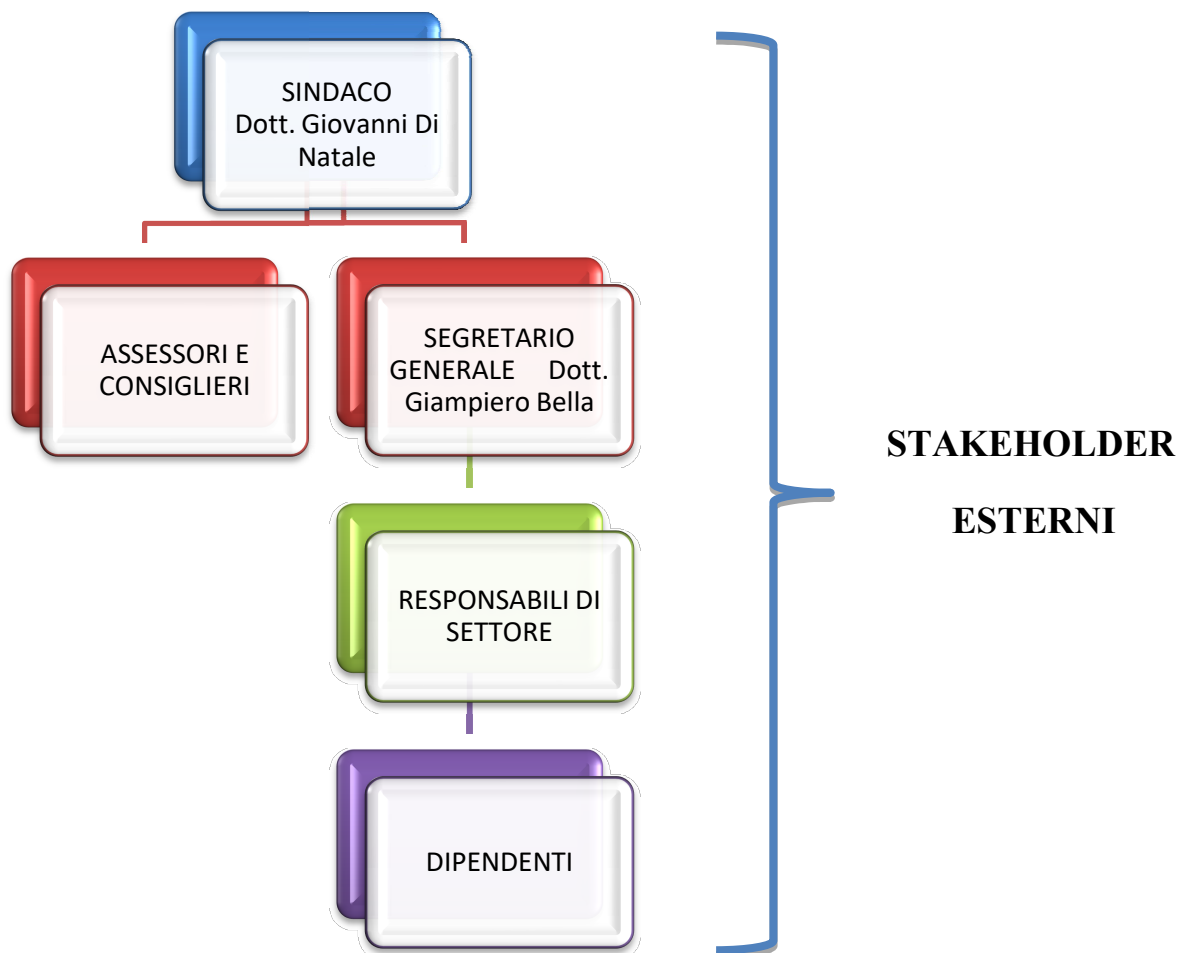 SINDACO
Dott. Giovanni Di
Natale
ASSESSORI E
CONSIGLIERI
SEGRETARIO
GENERALE Dott.
Giampiero Bella
RESPONSABILI DI
SETTORE
DIPENDENTI
STAKEHOLDER
ESTERNI